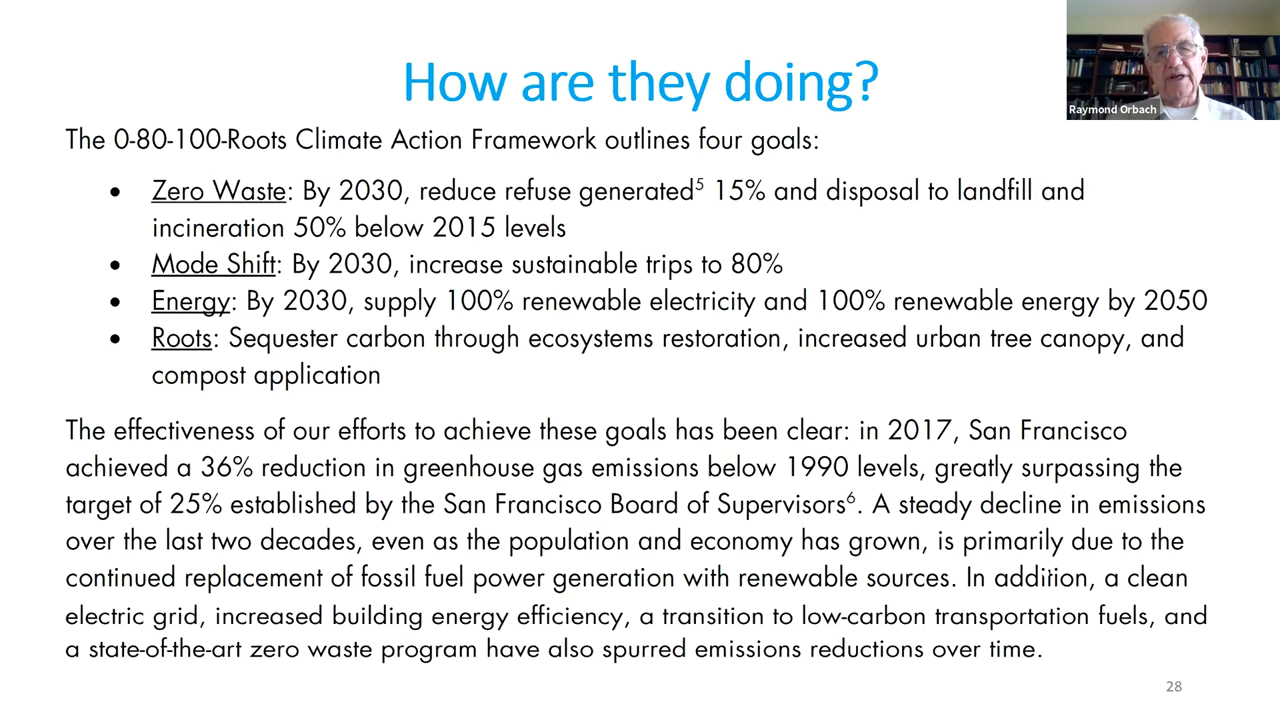 How are they doing?
Raymond Orbach
The 0-80-100-Roots Climate Action Framework outlines four goals:
• Zero Waste: By 2030, reduce refuse generated⁵ 15% and disposal to landfill and
incineration 50% below 2015 levels
• Mode Shift: By 2030, increase sustainable trips to 80%
• Energy: By 2030, supply 100% renewable electricity and 100% renewable energy by 2050
• Roots: Sequester carbon through ecosystems restoration, increased urban tree canopy, and
compost application
The effectiveness of our efforts to achieve these goals has been clear: in 2017, San Francisco
achieved a 36% reduction in greenhouse gas emissions below 1990 levels, greatly surpassing the
target of 25% established by the San Francisco Board of Supervisors⁶. A steady decline in emissions
over the last two decades, even as the population and economy has grown, is primarily due to the
continued replacement of fossil fuel power generation with renewable sources. In addition, a clean
electric grid, increased building energy efficiency, a transition to low-carbon transportation fuels, and
a state-of-the-art zero waste program have also spurred emissions reductions over time.
28